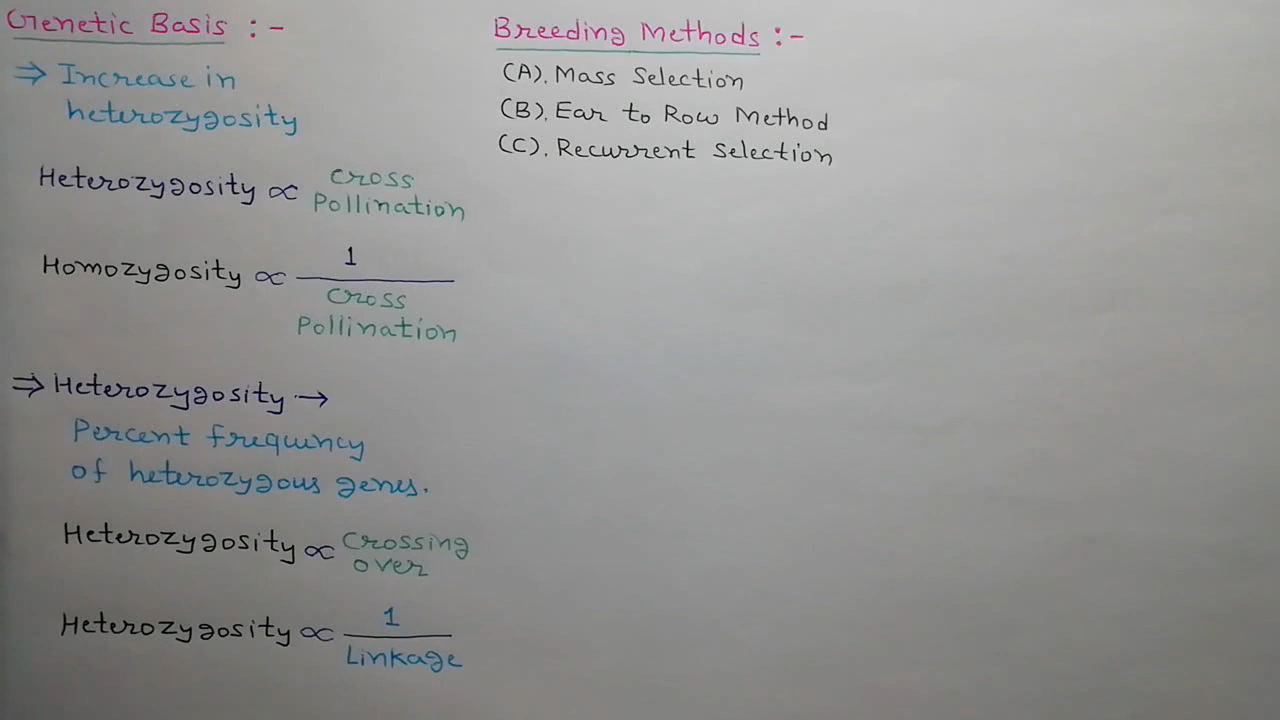 Genetic Basis :-
⇒ Increase in
heterozygosity
Heterozygosity ∝ Cross
Pollination
Homozygosity ∝ 1
Cross
Pollination
⇒ Heterozygosity →
Percent frequncy
of heterozygous genes.
Heterozygosity ∝ Crossing
over
Heterozygosity ∝ 1
Linkage
Breeding Methods :-
(A). Mass Selection
(B). Ear to Row Method
(C). Recurrent Selection